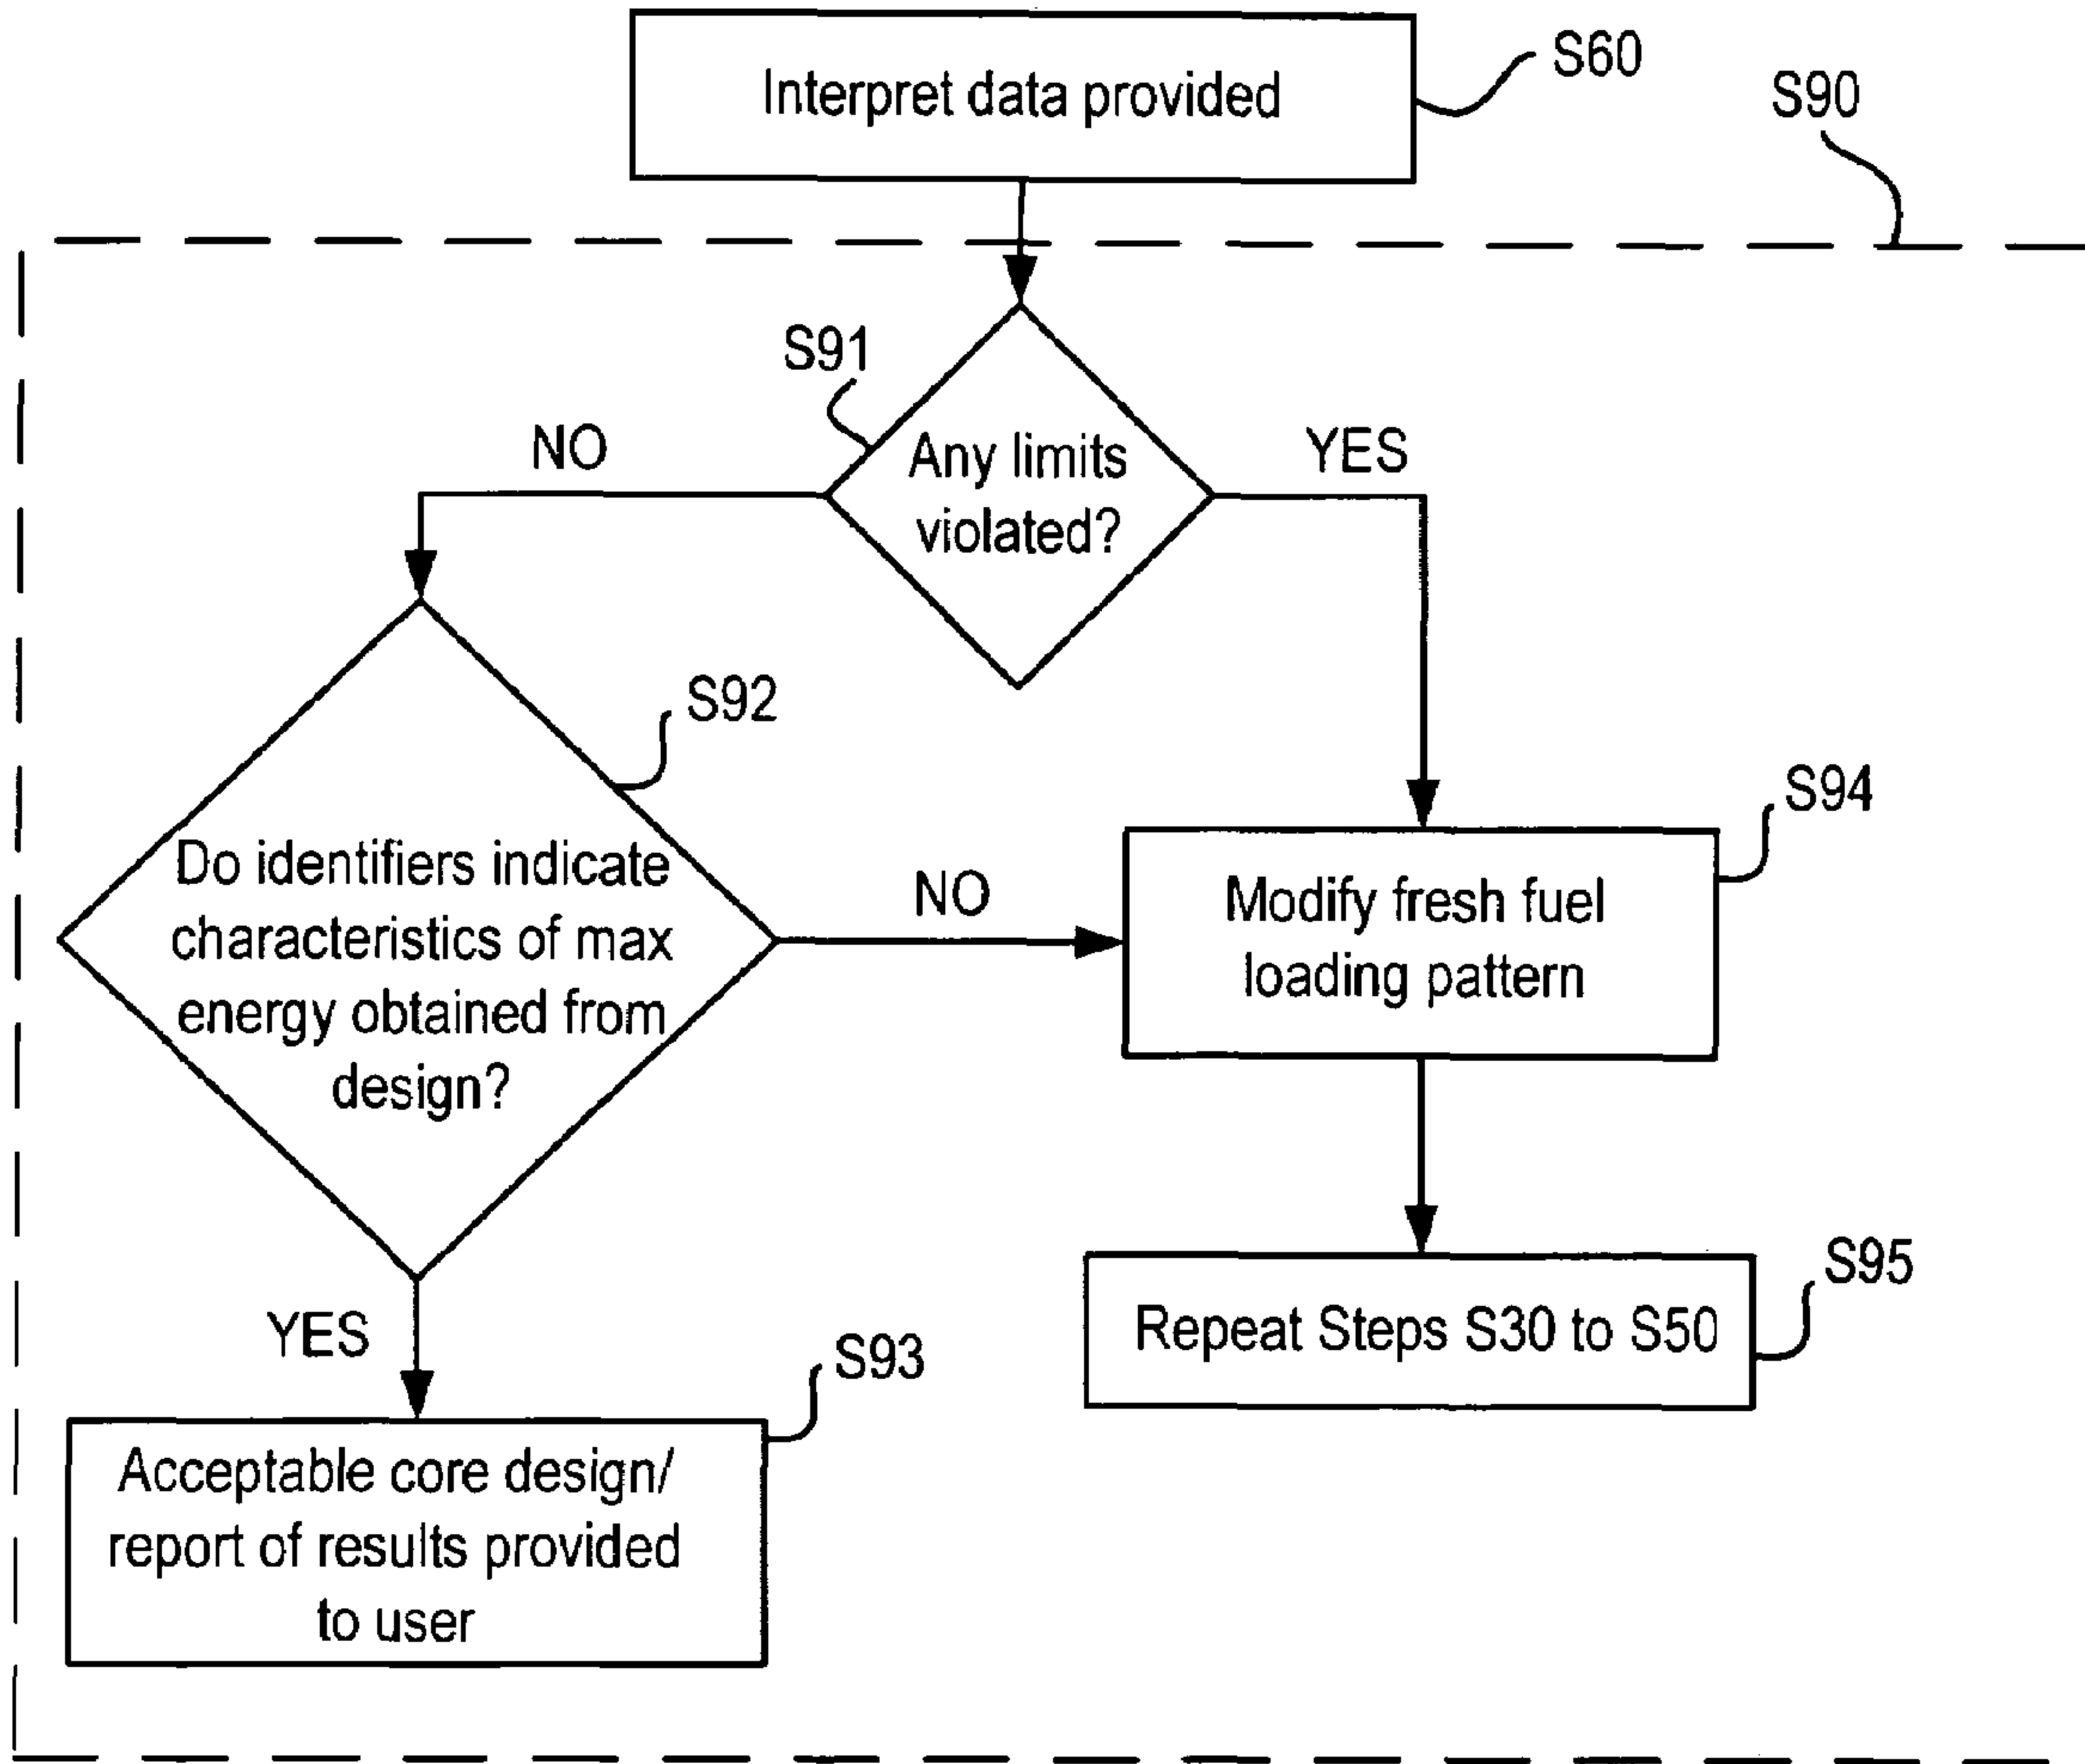 Interpret data provided
S60
S90
S91
Any limits
violated?
NO
YES
S92
Do identifiers indicate
characteristics of max
energy obtained from
design?
NO
YES
S94
Modify fresh fuel
loading pattern
S95
Repeat Steps S30 to S50
S93
Acceptable core design/
report of results provided
to user